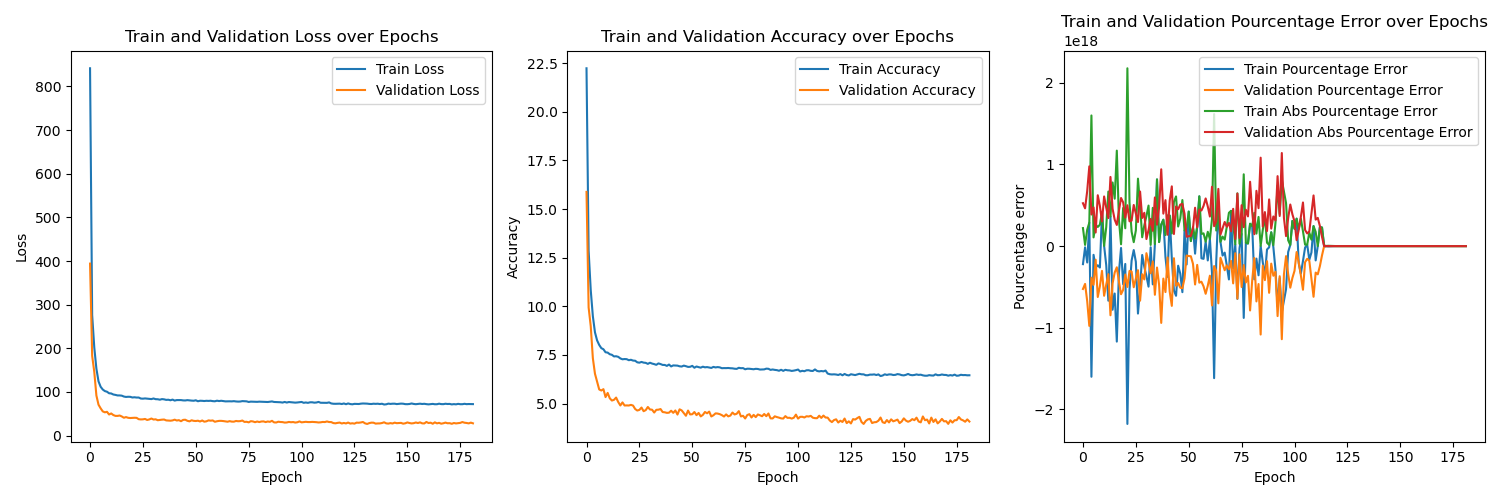 Train and Validation Loss over Epochs
Train Loss
Validation Loss
800
700
600
500
400
300
200
100
0
Loss
0 25 50 75 100 125 150 175
Epoch
Train and Validation Accuracy over Epochs
Train Accuracy
Validation Accuracy
22.5
20.0
17.5
15.0
12.5
10.0
7.5
5.0
Accuracy
0 25 50 75 100 125 150 175
Epoch
Train and Validation Pourcentage Error over Epochs
1e18
Train Pourcentage Error
Validation Pourcentage Error
Train Abs Pourcentage Error
Validation Abs Pourcentage Error
2
1
0
−1
−2
Pourcentage error
0 25 50 75 100 125 150 175
Epoch